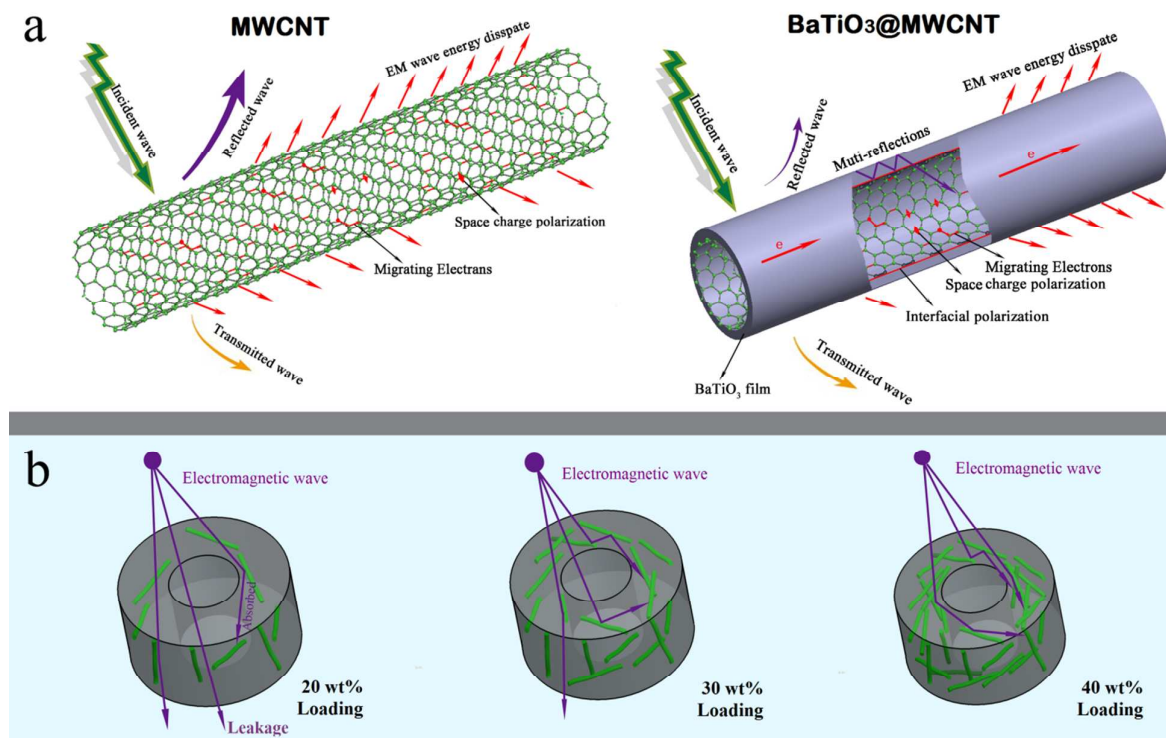 a
MWCNT
Incident wave
Reflected wave
EM wave energy disspate
Space charge polarization
Migrating Electrans
Transmitted wave
BaTiO₃@MWCNT
Incident wave
Reflected wave
Muti-reflections
EM wave energy disspate
e
e
Migrating Electrons
Space charge polarization
Interfacial polarization
Transmitted wave
BaTiO₃ film
b
Electromagnetic wave
Absorbed
20 wt%
Loading
Leakage
Electromagnetic wave
30 wt%
Loading
Electromagnetic wave
40 wt%
Loading